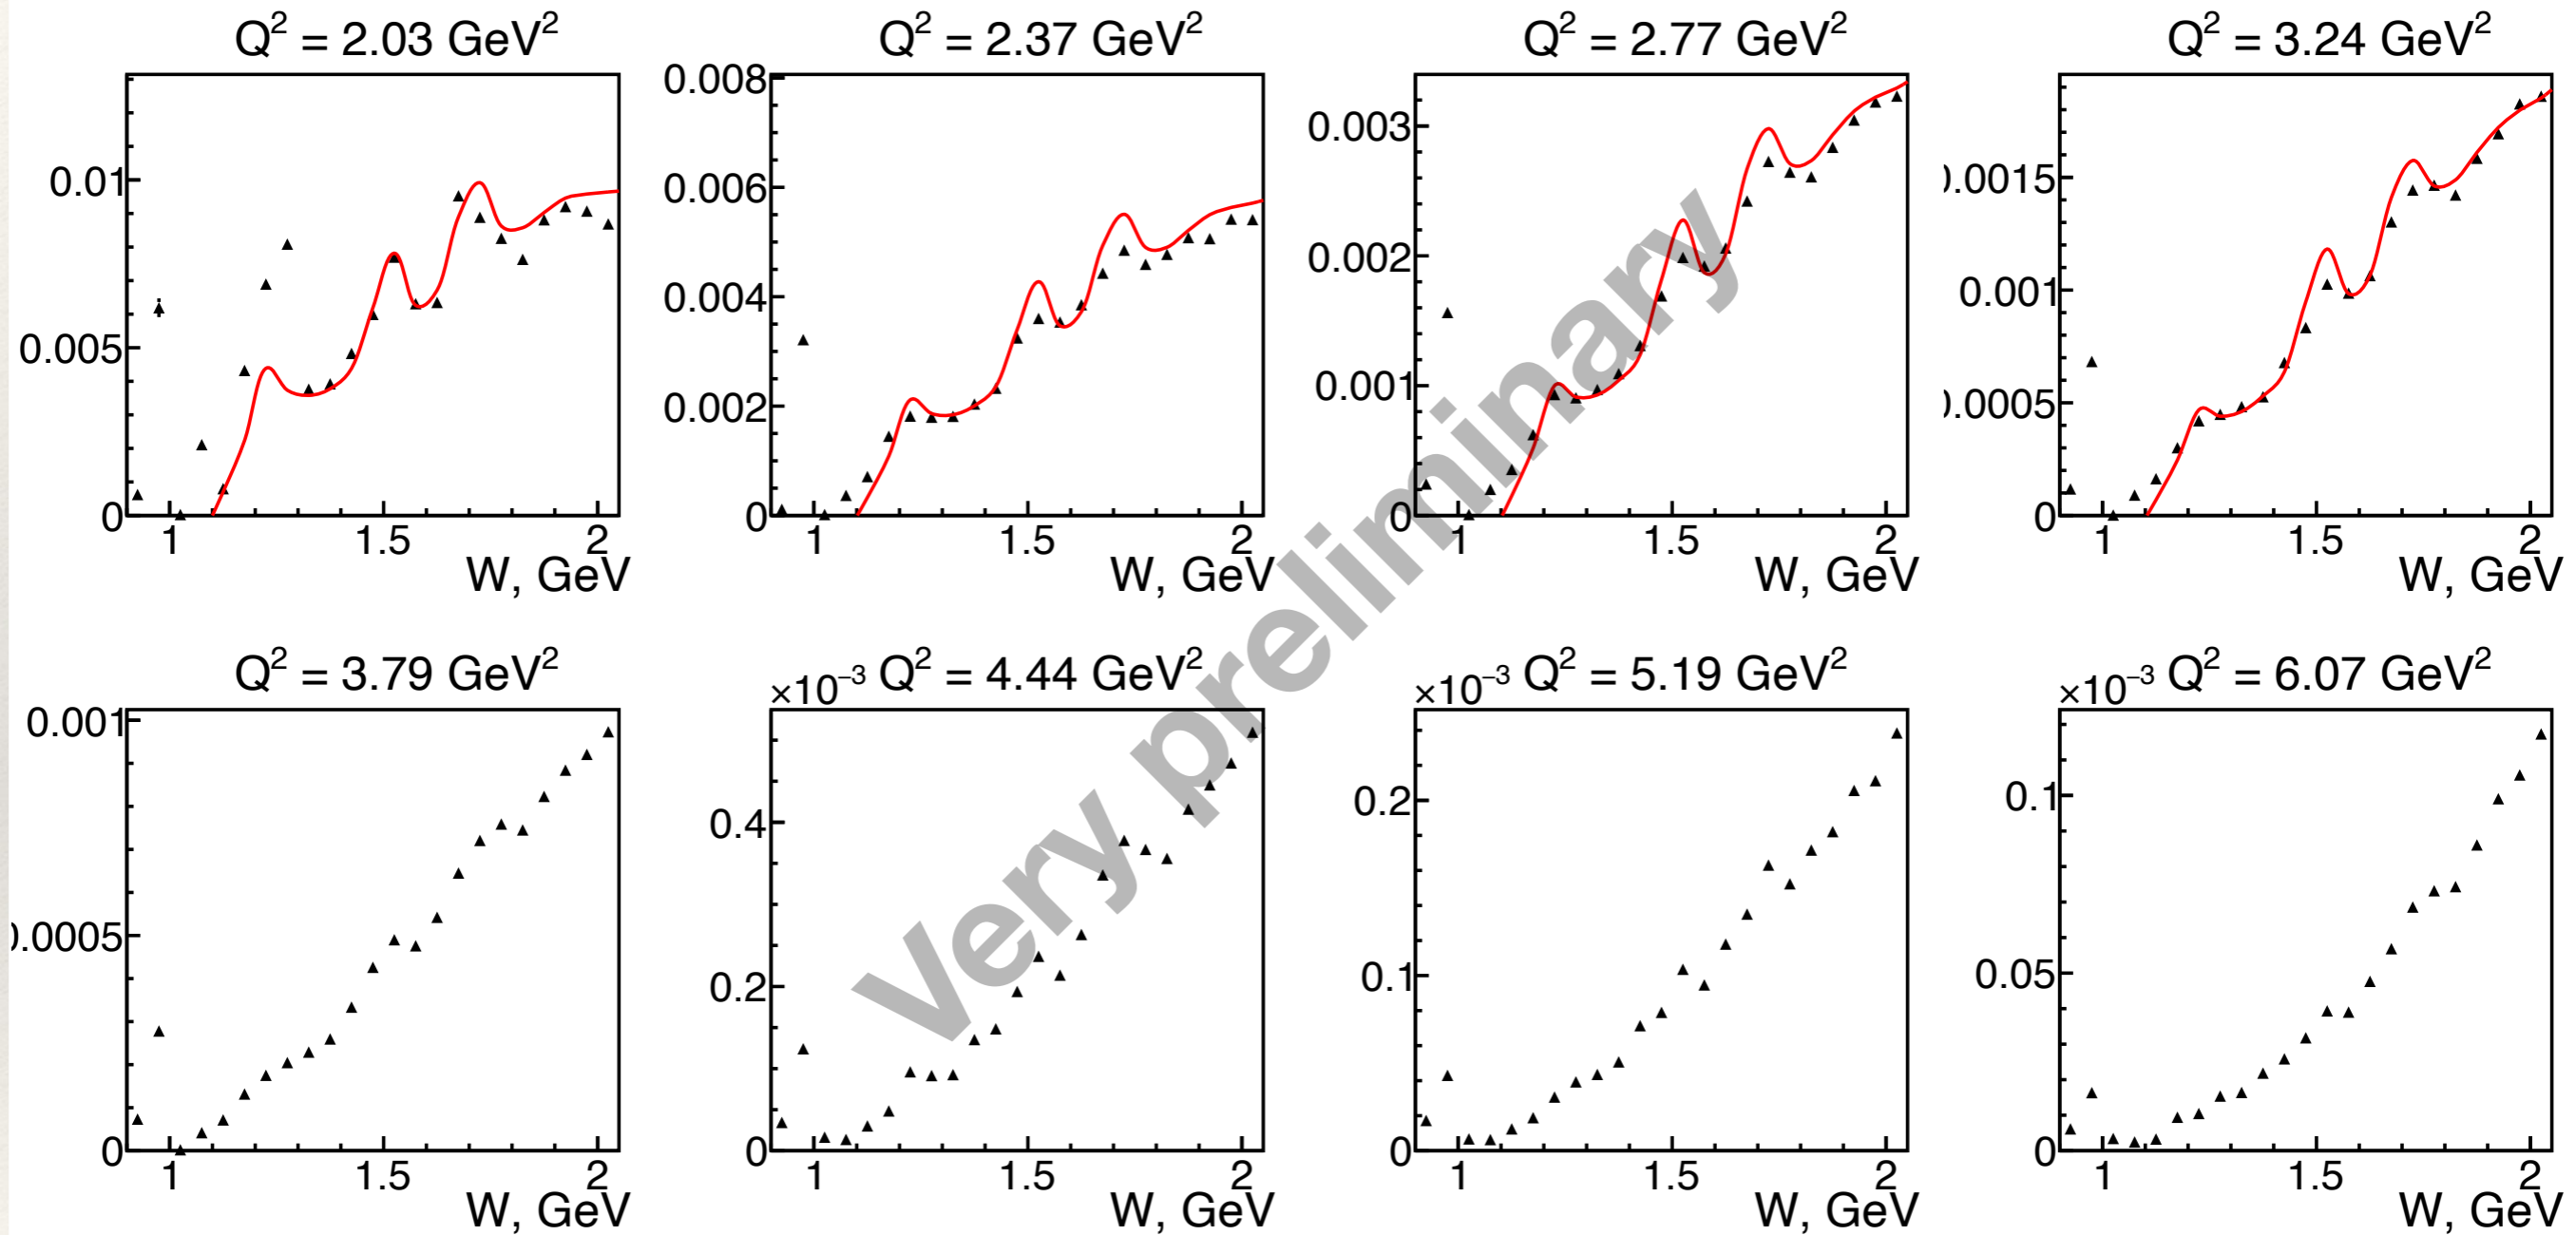 Q² = 2.03 GeV²
0.01
0.005
0
1 1.5 2
W, GeV
Q² = 2.37 GeV²
0.008
0.006
0.004
0.002
0
1 1.5 2
W, GeV
Q² = 2.77 GeV²
0.003
0.002
0.001
0
1 1.5 2
W, GeV
Q² = 3.24 GeV²
0.0015
0.001
0.0005
0
1 1.5 2
W, GeV
Q² = 3.79 GeV²
0.001
0.0005
0
1 1.5 2
W, GeV
×10⁻³ Q² = 4.44 GeV²
0.4
0.2
0
1 1.5 2
W, GeV
×10⁻³ Q² = 5.19 GeV²
0.2
0.1
0
1 1.5 2
W, GeV
×10⁻³ Q² = 6.07 GeV²
0.1
0.05
0
1 1.5 2
W, GeV
Very preliminary